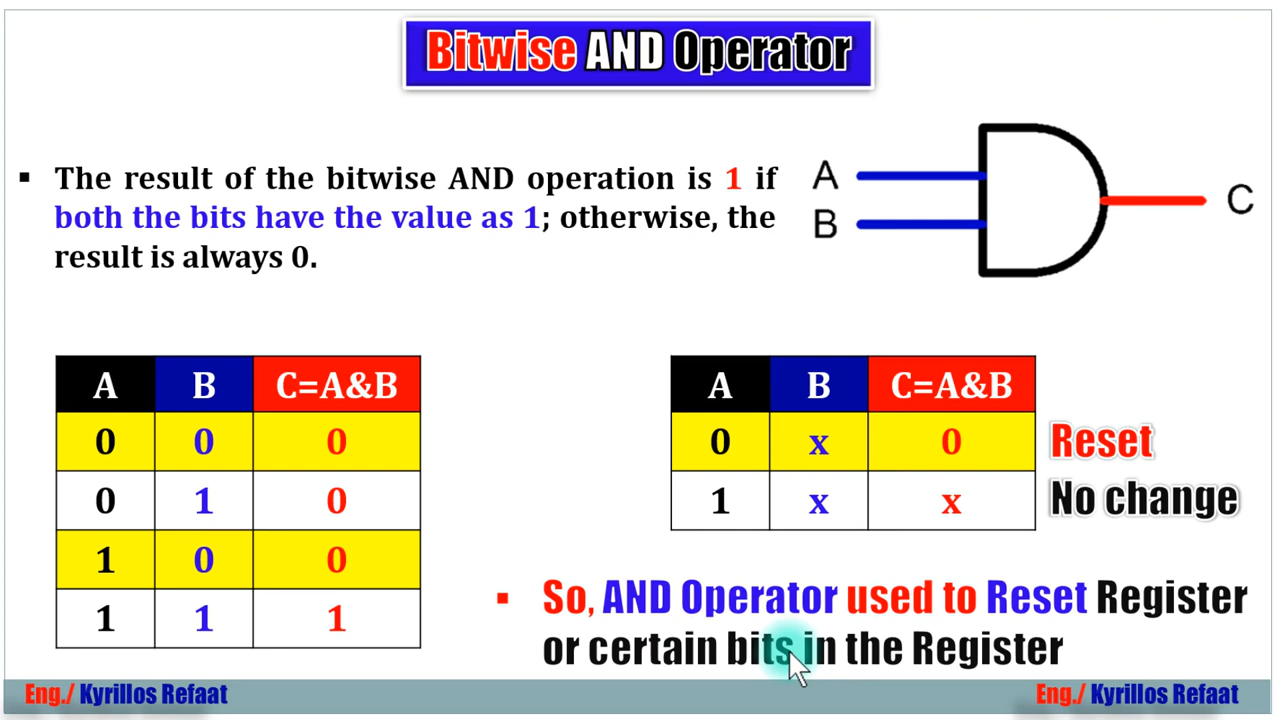 Bitwise AND Operator
▪ The result of the bitwise AND operation is 1 if
both the bits have the value as 1; otherwise, the
result is always 0.
A
B
C
A B C=A&B
0 0 0
0 1 0
1 0 0
1 1 1
A B C=A&B
0 x 0 Reset
1 x x No change
▪ So, AND Operator used to Reset Register
or certain bits in the Register
Eng./ Kyrillos Refaat
Eng./ Kyrillos Refaat